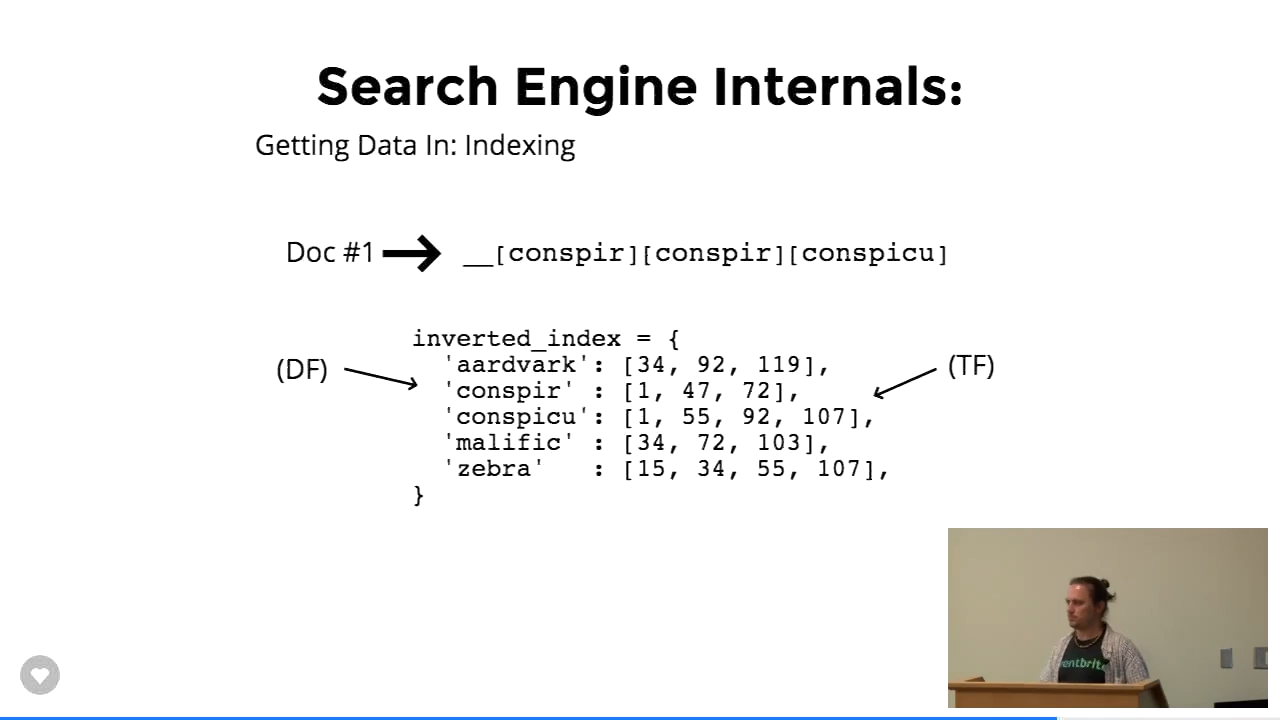 Search Engine Internals:
Getting Data In: Indexing
Doc #1 __[conspir][conspir][conspicu]
inverted_index = {
(DF) 'aardvark': [34, 92, 119], (TF)
'conspir' : [1, 47, 72],
'conspicu': [1, 55, 92, 107],
'malific' : [34, 72, 103],
'zebra' : [15, 34, 55, 107],
}
entbrite